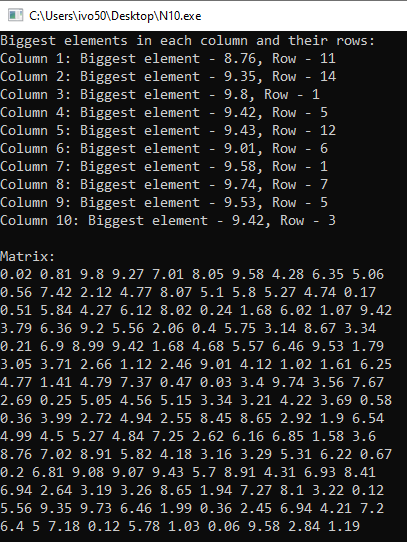 C:\Users\ivo50\Desktop\N10.exe
Biggest elements in each column and their rows:
Column 1: Biggest element - 8.76, Row - 11
Column 2: Biggest element - 9.35, Row - 14
Column 3: Biggest element - 9.8, Row - 1
Column 4: Biggest element - 9.42, Row - 5
Column 5: Biggest element - 9.43, Row - 12
Column 6: Biggest element - 9.01, Row - 6
Column 7: Biggest element - 9.58, Row - 1
Column 8: Biggest element - 9.74, Row - 7
Column 9: Biggest element - 9.53, Row - 5
Column 10: Biggest element - 9.42, Row - 3
Matrix:
0.02 0.81 9.8 9.27 7.01 8.05 9.58 4.28 6.35 5.06
0.56 7.42 2.12 4.77 8.07 5.1 5.8 5.27 4.74 0.17
0.51 5.84 4.27 6.12 8.02 0.24 1.68 6.02 1.07 9.42
3.79 6.36 9.2 5.56 2.06 0.4 5.75 3.14 8.67 3.34
0.21 6.9 8.99 9.42 1.68 4.68 5.57 6.46 9.53 1.79
3.05 3.71 2.66 1.12 2.46 9.01 4.12 1.02 1.61 6.25
4.77 1.41 4.79 7.37 0.47 0.03 3.4 9.74 3.56 7.67
2.69 0.25 5.05 4.56 5.15 3.34 3.21 4.22 3.69 0.58
0.36 3.99 2.72 4.94 2.55 8.45 8.65 2.92 1.9 6.54
4.99 4.5 5.27 4.84 7.25 2.62 6.16 6.85 1.58 3.6
8.76 7.02 8.91 5.82 4.18 3.16 3.29 5.31 6.22 0.67
0.2 6.81 9.08 9.07 9.43 5.7 8.91 4.31 6.93 8.41
6.94 2.64 3.19 3.26 8.65 1.94 7.27 8.1 3.22 0.12
5.56 9.35 9.73 6.46 1.99 0.36 2.45 6.94 4.21 7.2
6.4 5 7.18 0.12 5.78 1.03 0.06 9.58 2.84 1.19